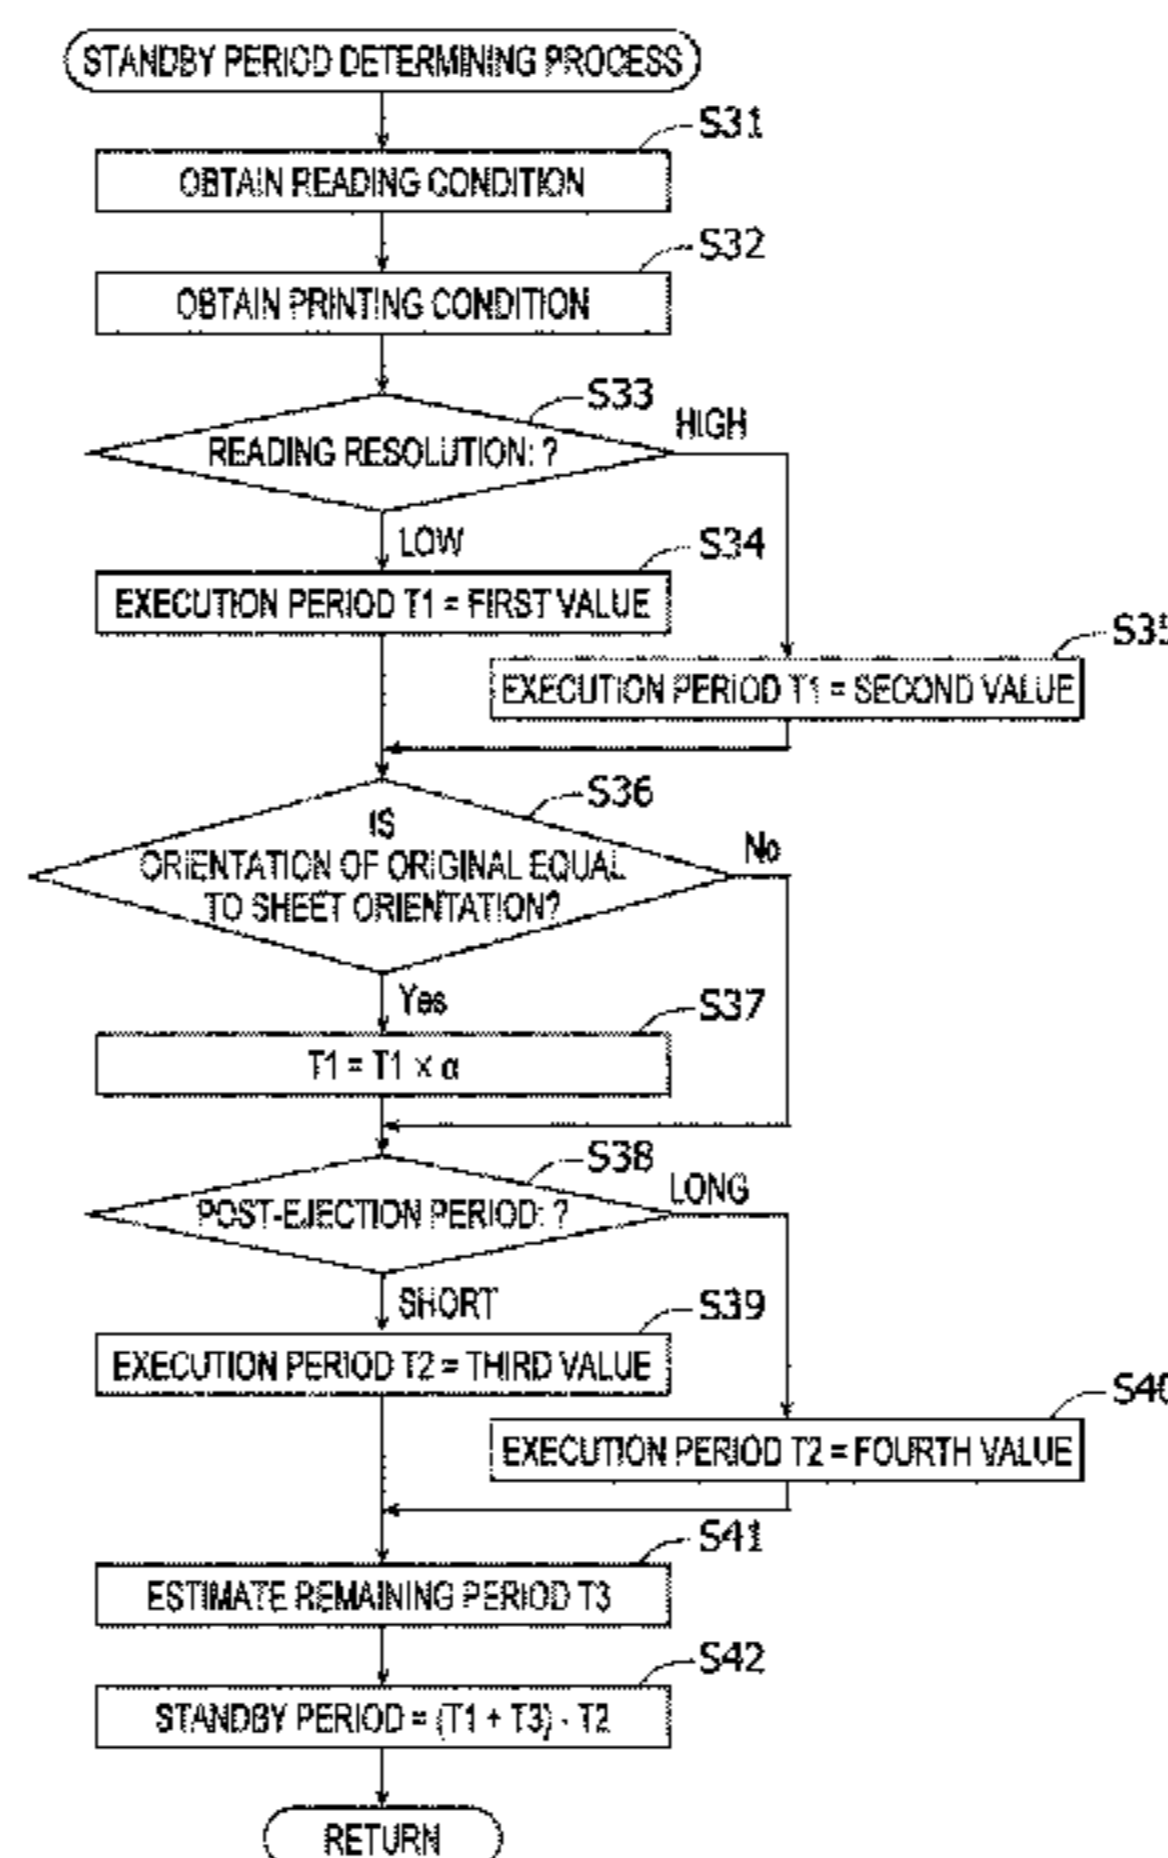 STANDBY PERIOD DETERMINING PROCESS
S31
OBTAIN READING CONDITION
S32
OBTAIN PRINTING CONDITION
S33
READING RESOLUTION: ?
HIGH
LOW
S34
EXECUTION PERIOD T1 = FIRST VALUE
S35
EXECUTION PERIOD T1 = SECOND VALUE
S36
IS
ORIENTATION OF ORIGINAL EQUAL
TO SHEET ORIENTATION?
No
Yes
S37
T1 = T1 × α
S38
POST-EJECTION PERIOD: ?
LONG
SHORT
S39
EXECUTION PERIOD T2 = THIRD VALUE
S40
EXECUTION PERIOD T2 = FOURTH VALUE
S41
ESTIMATE REMAINING PERIOD T3
S42
STANDBY PERIOD = (T1 + T3) - T2
RETURN